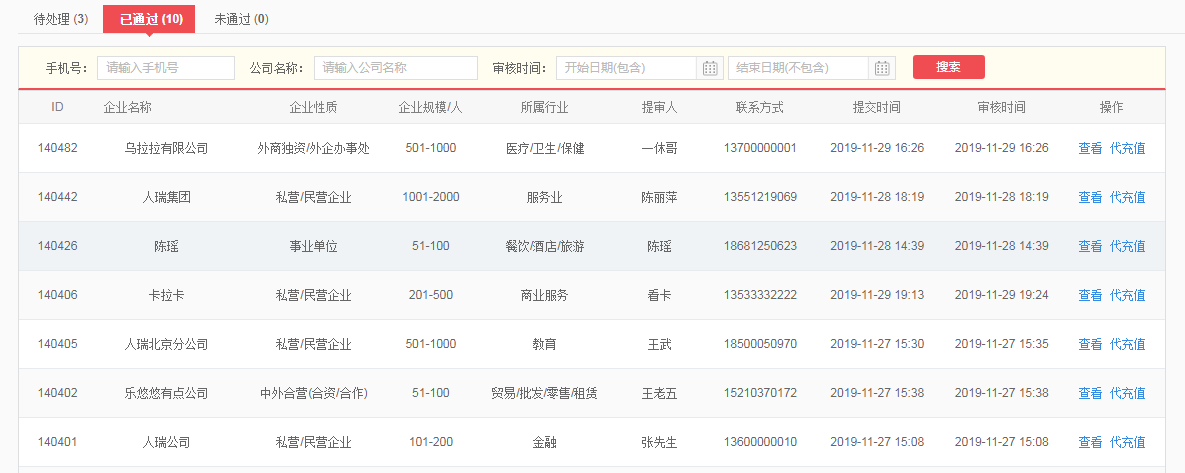 待处理 (3) 已通过 (10) 未通过 (0)
手机号： 请输入手机号 公司名称： 请输入公司名称 审核时间： 开始日期(包含) 结束日期(不包含) 搜索
ID 企业名称 企业性质 企业规模/人 所属行业 提审人 联系方式 提交时间 审核时间 操作
140482 乌拉拉有限公司 外商独资/外企办事处 501-1000 医疗/卫生/保健 一休哥 13700000001 2019-11-29 16:26 2019-11-29 16:26 查看 代充值
140442 人瑞集团 私营/民营企业 1001-2000 服务业 陈丽萍 13551219069 2019-11-28 18:19 2019-11-28 18:19 查看 代充值
140426 陈瑶 事业单位 51-100 餐饮/酒店/旅游 陈瑶 18681250623 2019-11-28 14:39 2019-11-28 14:39 查看 代充值
140406 卡拉卡 私营/民营企业 201-500 商业服务 看卡 13533332222 2019-11-29 19:13 2019-11-29 19:24 查看 代充值
140405 人瑞北京分公司 私营/民营企业 501-1000 教育 王武 18500050970 2019-11-27 15:30 2019-11-27 15:35 查看 代充值
140402 乐悠悠有点公司 中外合营(合资/合作) 51-100 贸易/批发/零售/租赁 王老五 15210370172 2019-11-27 15:38 2019-11-27 15:38 查看 代充值
140401 人瑞公司 私营/民营企业 101-200 金融 张先生 13600000010 2019-11-27 15:08 2019-11-27 15:08 查看 代充值